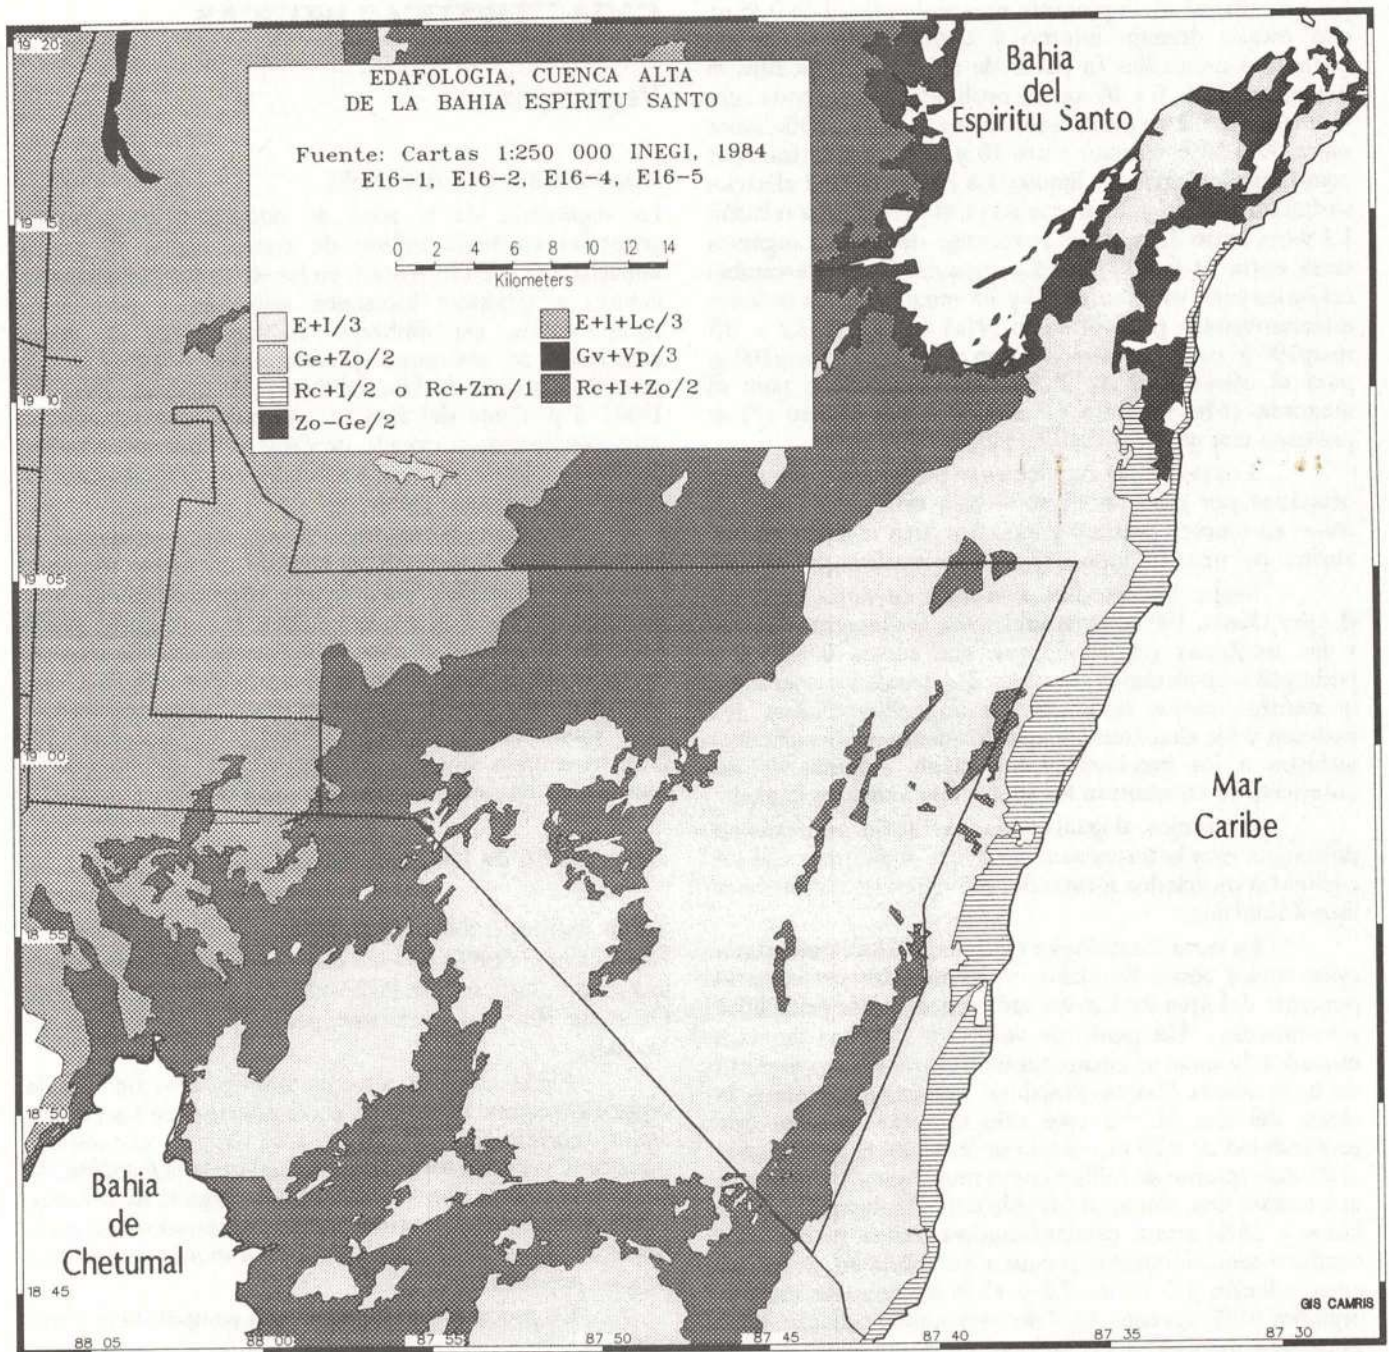 19 20
EDAFOLOGIA, CUENCA ALTA
DE LA BAHIA ESPIRITU SANTO
Fuente: Cartas 1:250 000 INEGI, 1984
E16-1, E16-2, E16-4, E16-5
0 2 4 6 8 10 12 14
Kilometers
E+I/3
Ge+Zo/2
Rc+I/2 o Rc+Zm/1
Zo-Ge/2
E+I+Lc/3
Gv+Vp/3
Rc+I+Zo/2
Bahia
del
Espiritu Santo
19 15
19 10
19 05
19 00
Mar
Caribe
18 55
18 50
Bahia
de
Chetumal
18 45
GIS CAMRIS
88 05 88 00 87 55 87 50 87 45 87 40 87 35 87 30